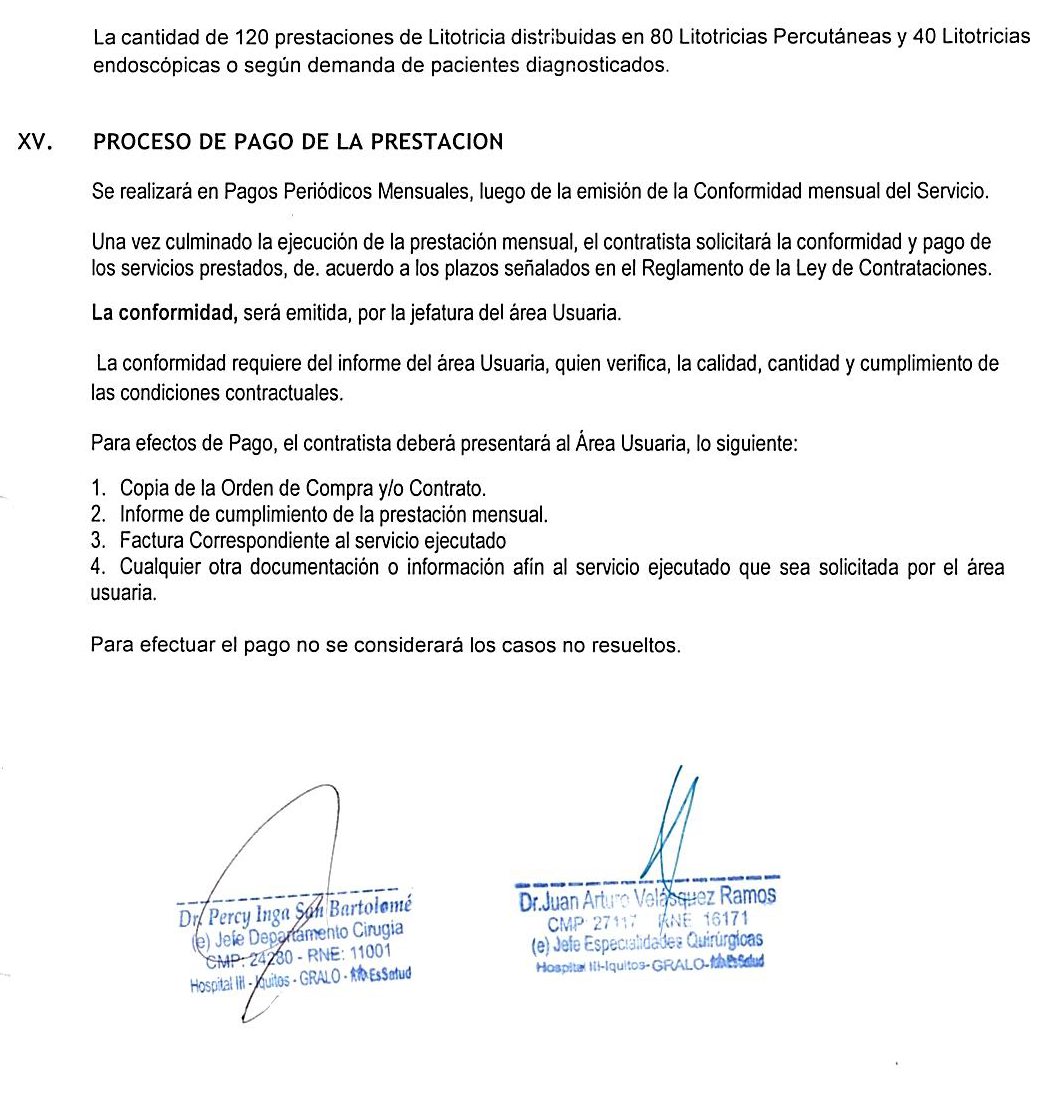 La cantidad de 120 prestaciones de Litotricia distribuidas en 80 Litotricias Percutáneas y 40 Litotricias
endoscópicas o según demanda de pacientes diagnosticados.
XV. PROCESO DE PAGO DE LA PRESTACION
Se realizará en Pagos Periódicos Mensuales, luego de la emisión de la Conformidad mensual del Servicio.
Una vez culminado la ejecución de la prestación mensual, el contratista solicitará la conformidad y pago de
los servicios prestados, de. acuerdo a los plazos señalados en el Reglamento de la Ley de Contrataciones.
La conformidad, será emitida, por la jefatura del área Usuaria.
La conformidad requiere del informe del área Usuaria, quien verifica, la calidad, cantidad y cumplimiento de
las condiciones contractuales.
Para efectos de Pago, el contratista deberá presentará al Área Usuaria, lo siguiente:
1. Copia de la Orden de Compra y/o Contrato.
2. Informe de cumplimiento de la prestación mensual.
3. Factura Correspondiente al servicio ejecutado
4. Cualquier otra documentación o información afín al servicio ejecutado que sea solicitada por el área
usuaria.
Para efectuar el pago no se considerará los casos no resueltos.
Dr. Percy Inga San Bartolomé
(e) Jefe Departamento Cirugia
CMP: 24280 - RNE: 11001
Hospital III - Iquitos - GRALO - EsSalud
Dr.Juan Arturo Velásquez Ramos
CMP 27117 RNE 16171
(e) Jefe Especialidades Quirúrgicas
Hospital III-Iquitos-GRALO-EsSalud